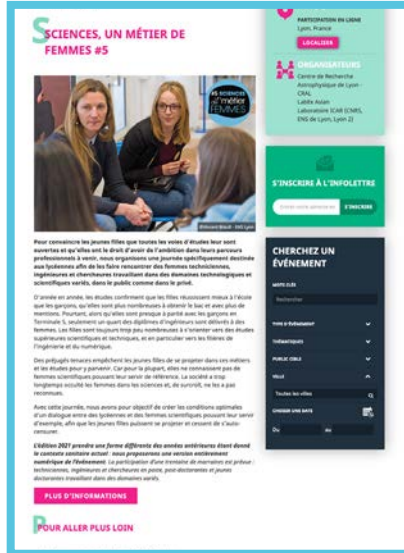 SCIENCES, UN MÉTIER DE
FEMMES #5
#5 SCIENCES
un métier de
FEMMES
Pour convaincre les jeunes filles que toutes les voies d'études leur sont
ouvertes et qu'elles ont le droit d'avoir de l'ambition dans leurs parcours
professionnels à venir, nous organisons une journée spécifiquement destinée
aux lycéennes afin de les faire rencontrer des femmes techniciennes,
ingénieures et chercheures travaillant dans des domaines technologiques et
scientifiques variés, dans le public comme dans le privé.
D'année en année, les études confirment que les filles réussissent mieux à l'école
que les garçons, qu'elles sont plus nombreuses à obtenir le bac et avec plus de
mentions. Pourtant, alors qu'elles sont presque à parité avec les garçons en
Terminale S, seulement un quart des diplômes d'ingénieurs sont délivrés à des
femmes. Les filles sont toujours trop peu nombreuses à s'orienter vers des études
supérieures scientifiques et techniques, et en particulier vers les filières de
l'ingénierie et du numérique.
Des préjugés tenaces empêchent les jeunes filles de se projeter dans ces métiers
et les études pour y parvenir. Car pour la plupart, elles ne connaissent pas de
femmes scientifiques pouvant leur servir de référence. La société a trop
longtemps occulté les femmes dans les sciences et, de surcroît, ne les a pas
reconnues.
Avec cette journée, nous avons pour objectif de créer les conditions optimales
d'un dialogue entre des lycéennes et des femmes scientifiques pouvant leur servir
d'exemple, afin que les jeunes filles puissent se projeter et cessent de s'auto-
censurer.
L'édition 2021 prendra une forme différente des années antérieures étant donné
le contexte sanitaire actuel : nous proposerons une version entièrement
numérique de l'événement. La participation d'une trentaine de marraines est prévue :
techniciennes, ingénieures et chercheures en poste, post-doctorantes et jeunes
doctorantes travaillant dans des domaines variés.
PLUS D'INFORMATIONS
POUR ALLER PLUS LOIN
PARTICIPATION EN LIGNE
Lyon, France
LOCALISER
ORGANISATEURS
Centre de Recherche
Astrophysique de Lyon -
CRAL
Labex Aslan
Laboratoire ICAR (CNRS,
ENS de Lyon, Lyon 2)
S'INSCRIRE À L'INFOLETTRE
S'INSCRIRE
CHERCHEZ UN
ÉVÉNEMENT
MOTS CLÉS
Rechercher
TYPE D'ÉVÉNEMENT
THÉMATIQUES
PUBLIC CIBLE
VILLE
Toutes les villes
CHOISIR UNE DATE
Du
au